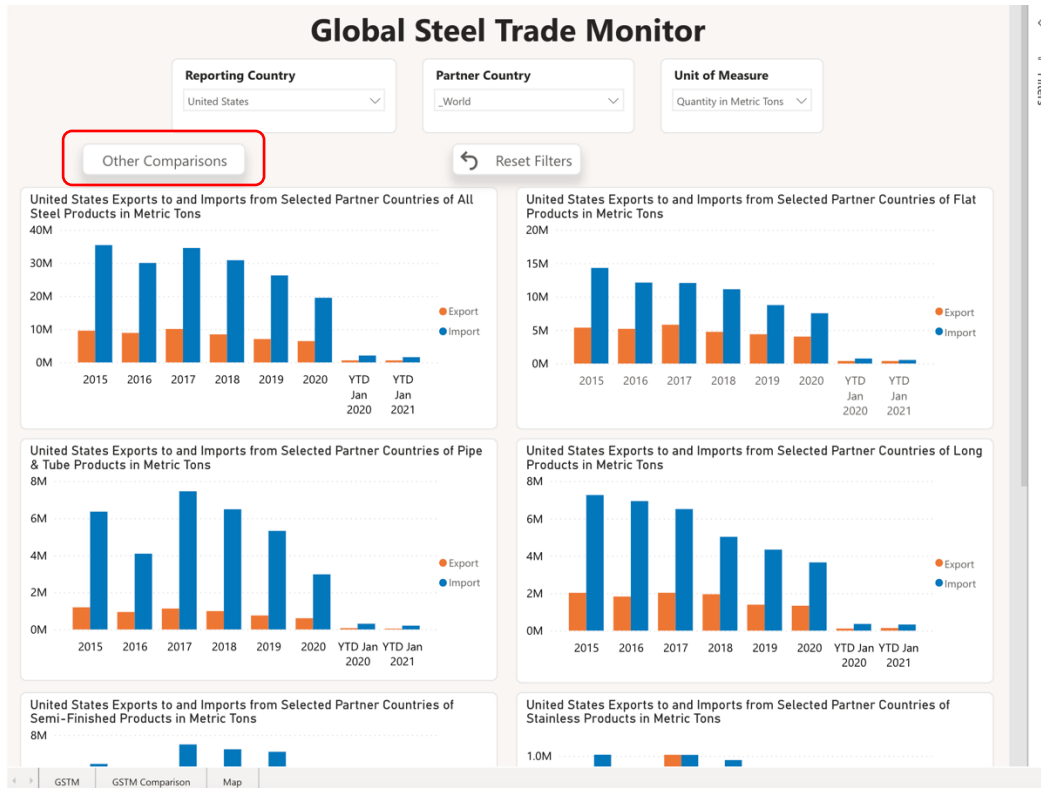 Global Steel Trade Monitor
Reporting Country
United States
Partner Country
_World
Unit of Measure
Quantity in Metric Tons
Filters
Other Comparisons
Reset Filters
United States Exports to and Imports from Selected Partner Countries of All
Steel Products in Metric Tons
40M
30M
20M
10M
0M
2015 2016 2017 2018 2019 2020 YTD Jan 2020 YTD Jan 2021
Export
Import
United States Exports to and Imports from Selected Partner Countries of Flat
Products in Metric Tons
20M
15M
10M
5M
0M
2015 2016 2017 2018 2019 2020 YTD Jan 2020 YTD Jan 2021
Export
Import
United States Exports to and Imports from Selected Partner Countries of Pipe
& Tube Products in Metric Tons
8M
6M
4M
2M
0M
2015 2016 2017 2018 2019 2020 YTD Jan 2020 YTD Jan 2021
Export
Import
United States Exports to and Imports from Selected Partner Countries of Long
Products in Metric Tons
8M
6M
4M
2M
0M
2015 2016 2017 2018 2019 2020 YTD Jan 2020 YTD Jan 2021
Export
Import
United States Exports to and Imports from Selected Partner Countries of
Semi-Finished Products in Metric Tons
8M
United States Exports to and Imports from Selected Partner Countries of
Stainless Products in Metric Tons
1.0M
GSTM GSTM Comparison Map